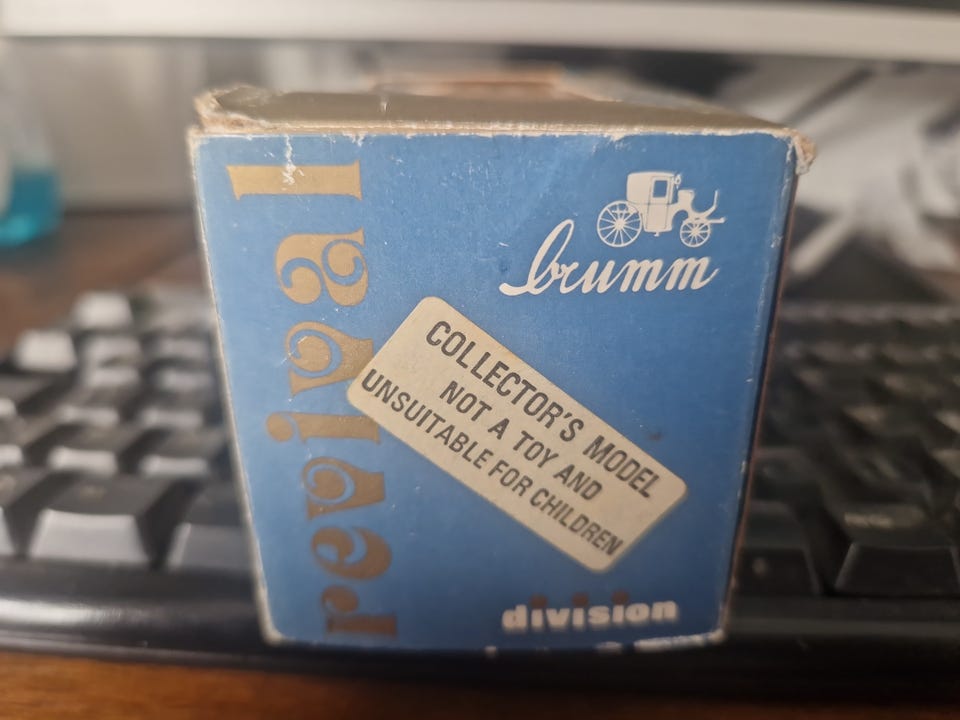 revival
brumm
COLLECTOR'S MODEL
NOT A TOY AND
UNSUITABLE FOR CHILDREN
division